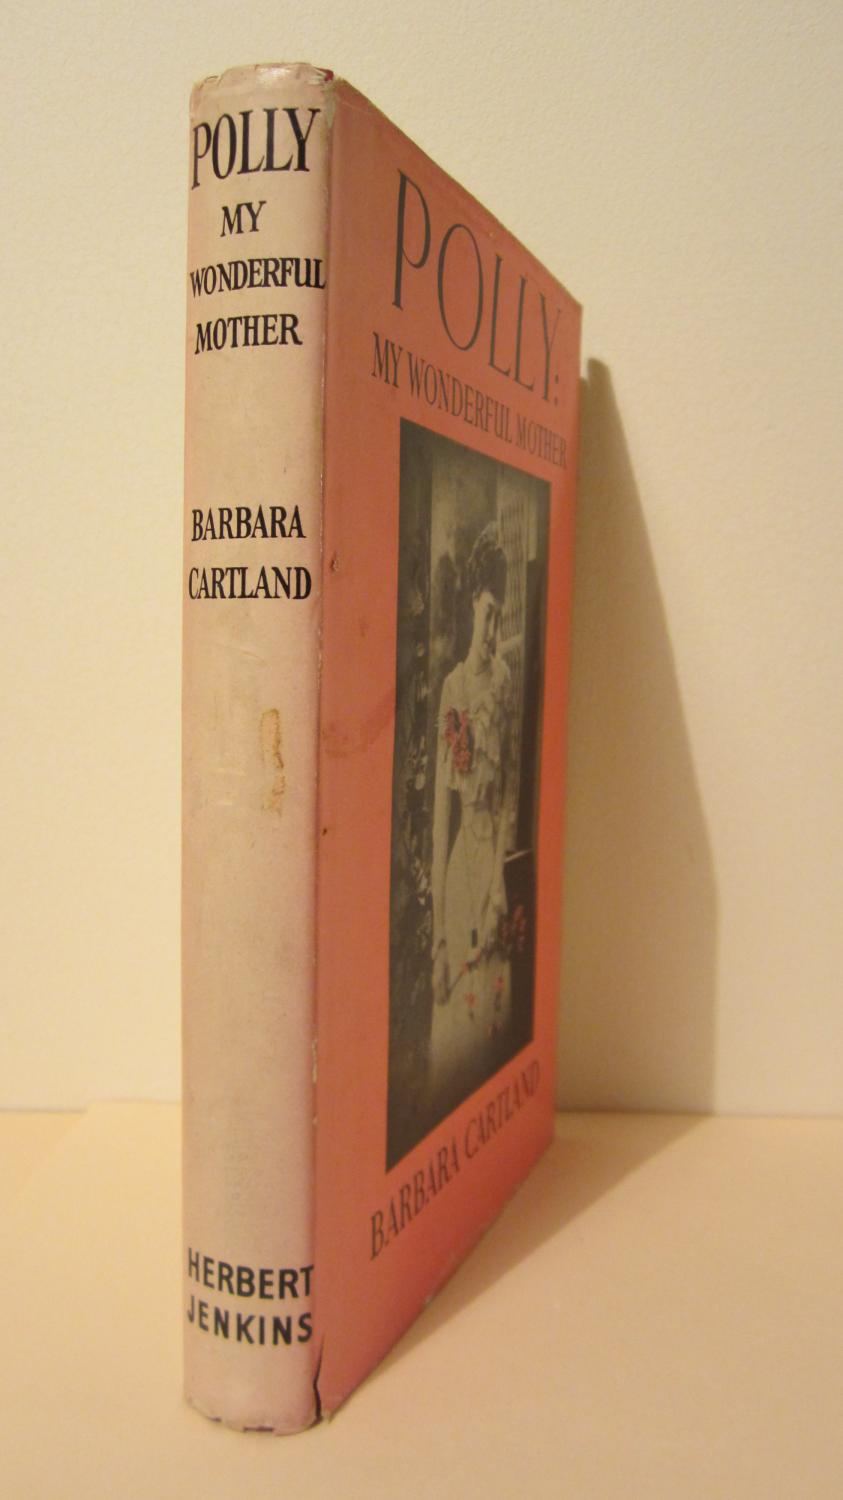 POLLY
MY
WONDERFUL
MOTHER
BARBARA
CARTLAND
HERBERT
JENKINS
POLLY:
MY WONDERFUL MOTHER
BARBARA CARTLAND